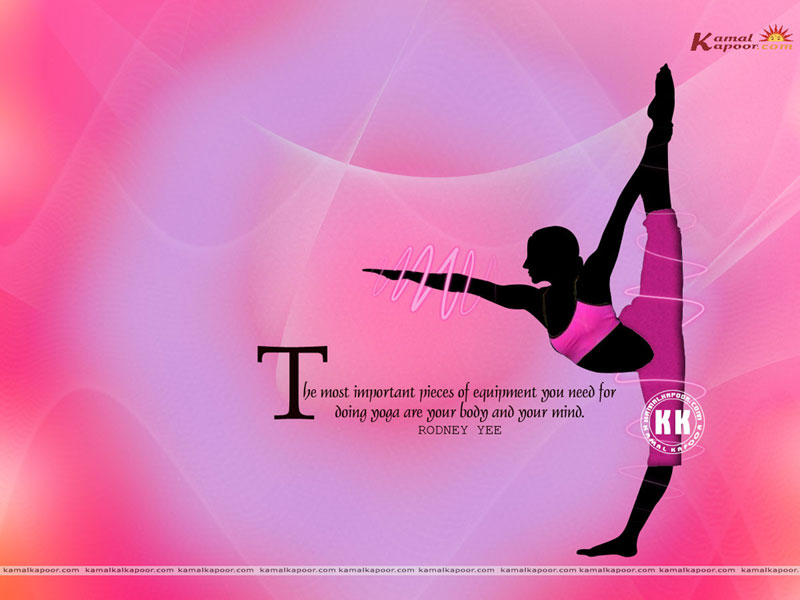 Kamal
Kapoor.com
The most important pieces of equipment you need for
doing yoga are your body and your mind.
RODNEY YEE
KAMALKAPOOR.COM
KK
KAMAL KAPOOR
kamalkapoor.com kamalkalkapoor.com kamalkapoor.com kamalkapoor.com kamalkapoor.com kamalkapoor.com kamalkapoor.com kamalkapoor.com kamalkapoor.com